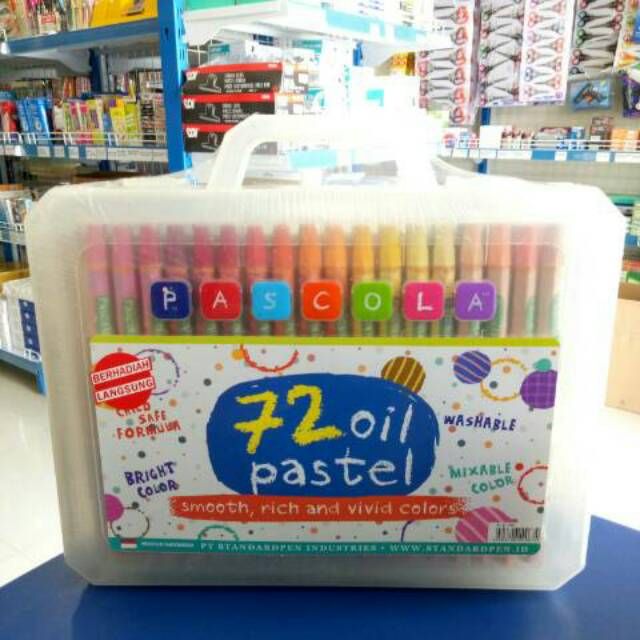 PASCOLA
BERHADIAH
LANGSUNG
CHILD
SAFE
FORMULA
72 oil
pastel
WASHABLE
BRIGHT
COLOR
MIXABLE
COLOR
smooth, rich and vivid colors
PT STANDARDPEN INDUSTRIES • WWW.STANDARDPEN.ID